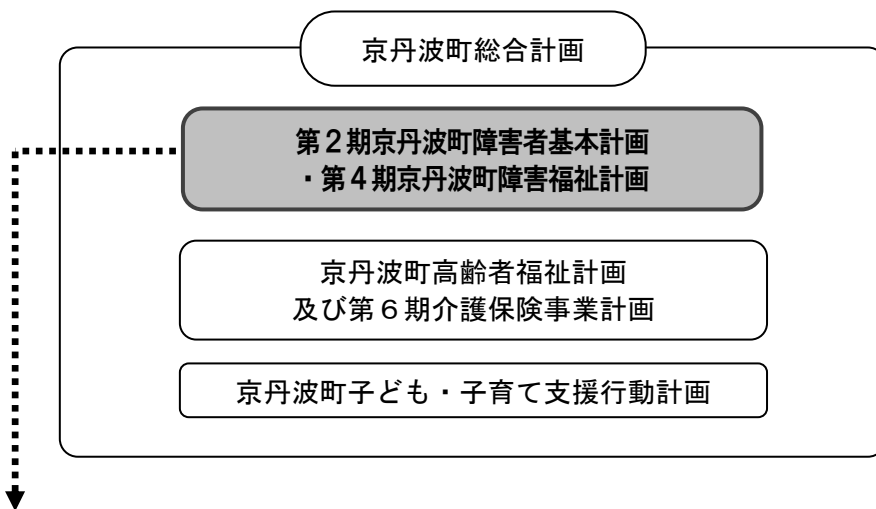 京丹波町総合計画
第２期京丹波町障害者基本計画
・第４期京丹波町障害福祉計画
京丹波町高齢者福祉計画
及び第６期介護保険事業計画
京丹波町子ども・子育て支援行動計画